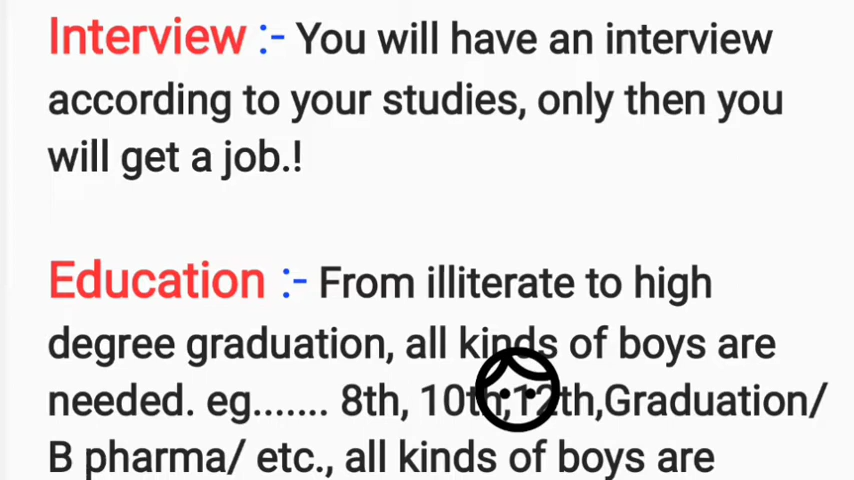 Interview :- You will have an interview
according to your studies, only then you
will get a job.!
Education :- From illiterate to high
degree graduation, all kinds of boys are
needed. eg....... 8th, 10th,12th,Graduation/
B pharma/ etc., all kinds of boys are